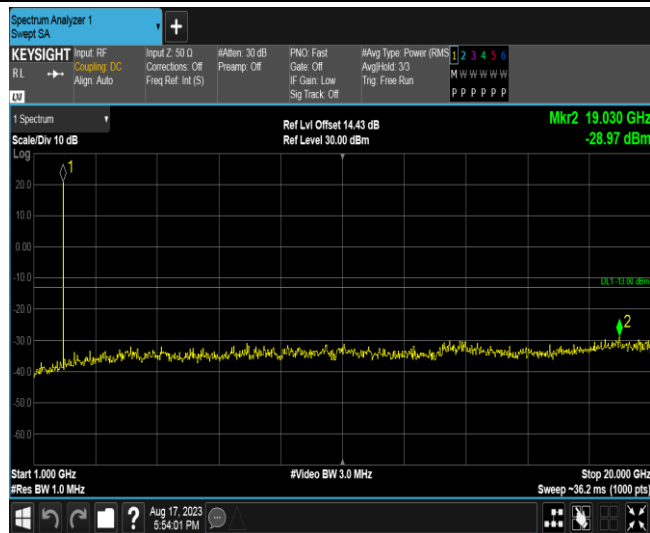 Spectrum Analyzer 1
Swept SA
+
KEYSIGHT
RL
Input: RF
Coupling: DC
Align: Auto
Input Z: 50 Ω
Corrections: Off
Freq Ref: Int (S)
#Atten: 30 dB
Preamp: Off
PNO: Fast
Gate: Off
IF Gain: Low
Sig Track: Off
#Avg Type: Power (RMS
Avg|Hold: 3/3
Trig: Free Run
1 2 3 4 5 6
M W W W W W
P P P P P P
1 Spectrum
Scale/Div 10 dB
Log
Ref Lvl Offset 14.43 dB
Ref Level 30.00 dBm
Mkr2 19.030 GHz
-28.97 dBm
1
20.0
10.0
0.00
-10.0
DL1 -13.00 dBm
-20.0
2
-30.0
-40.0
-50.0
-60.0
Start 1.000 GHz
#Res BW 1.0 MHz
#Video BW 3.0 MHz
Stop 20.000 GHz
Sweep ~36.2 ms (1000 pts)
?
Aug 17, 2023
5:54:01 PM